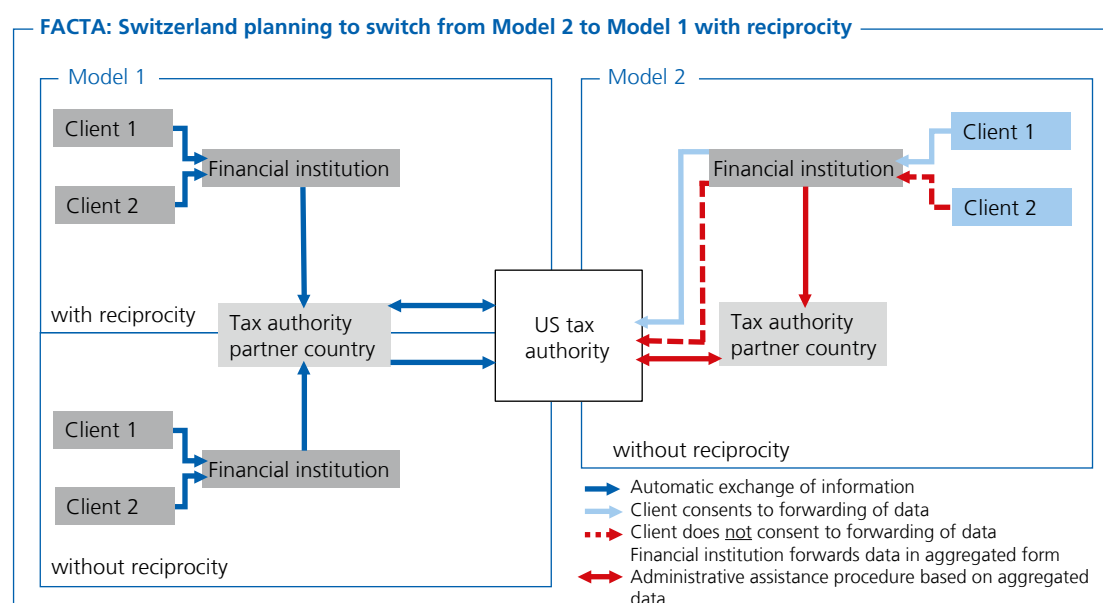 FACTA: Switzerland planning to switch from Model 2 to Model 1 with reciprocity
Model 1
Client 1
Financial institution
Client 2
with reciprocity
Tax authority
partner country
Client 1
Financial institution
Client 2
without reciprocity
US tax
authority
Model 2
Client 1
Financial institution
Client 2
Tax authority
partner country
without reciprocity
Automatic exchange of information
Client consents to forwarding of data
Client does not consent to forwarding of data
Financial institution forwards data in aggregated form
Administrative assistance procedure based on aggregated
data